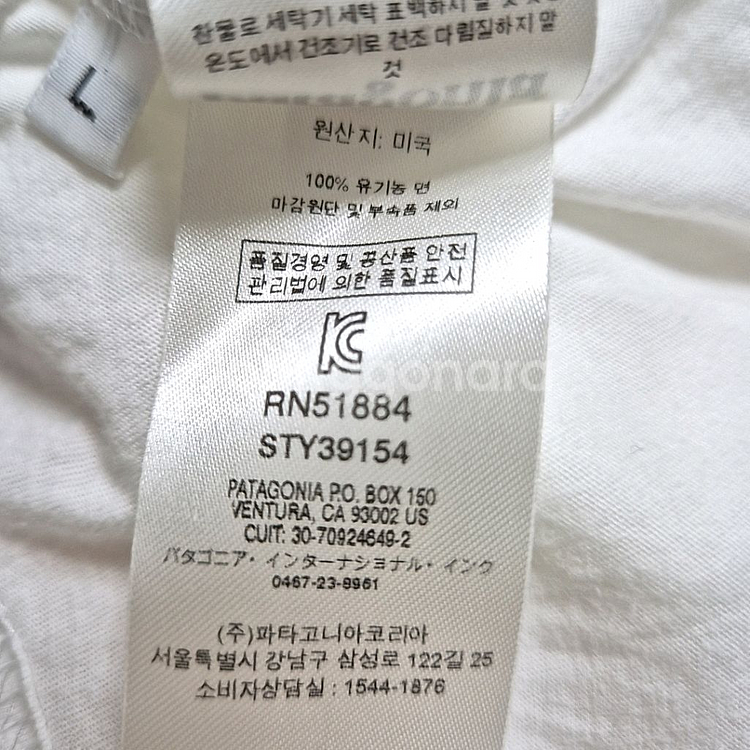 찬물로 세탁기 세탁 표백하지 말
온도에서 건조기로 건조 다림질하지 말
것
L
원산지: 미국
100% 유기농 면
마감원단 및 부속품 제외
품질경영 및 공산품 안전
관리법에 의한 품질표시
KC
RN51884
STY39154
PATAGONIA P.O. BOX 150
VENTURA, CA 93002 US
CUIT: 30-70924649-2
パタゴニア・インターナショナル・インク
0467-23-8961
(주)파타고니아코리아
서울특별시 강남구 삼성로 122길 25
소비자상담실 : 1544-1876